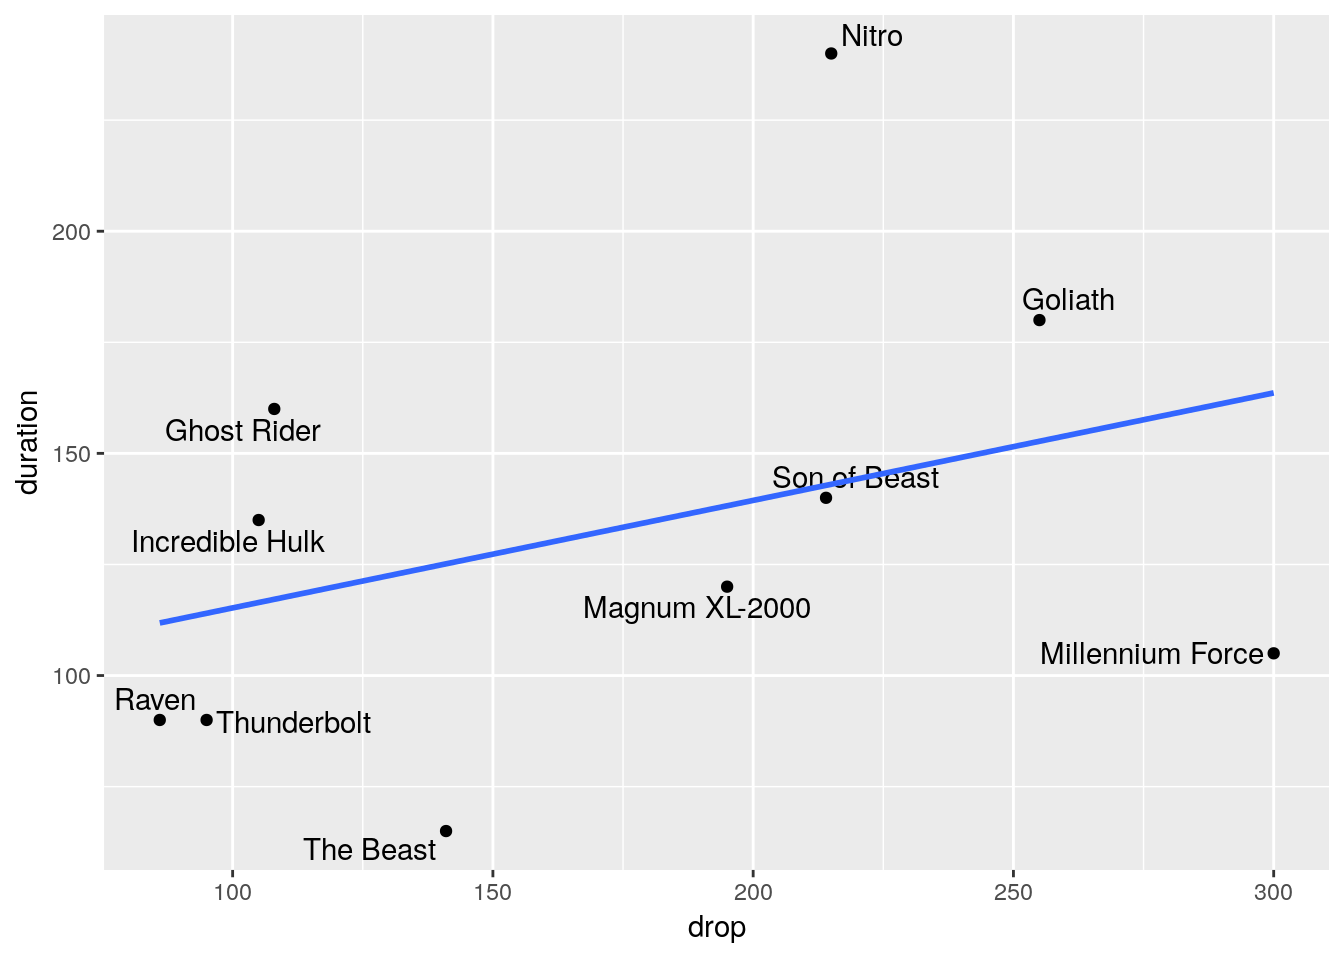 Nitro
200
Goliath
Ghost Rider
150
Son of Beast
Incredible Hulk
Magnum XL-2000
Millennium Force
100
Raven
Thunderbolt
The Beast
duration
100
150
200
250
300
drop